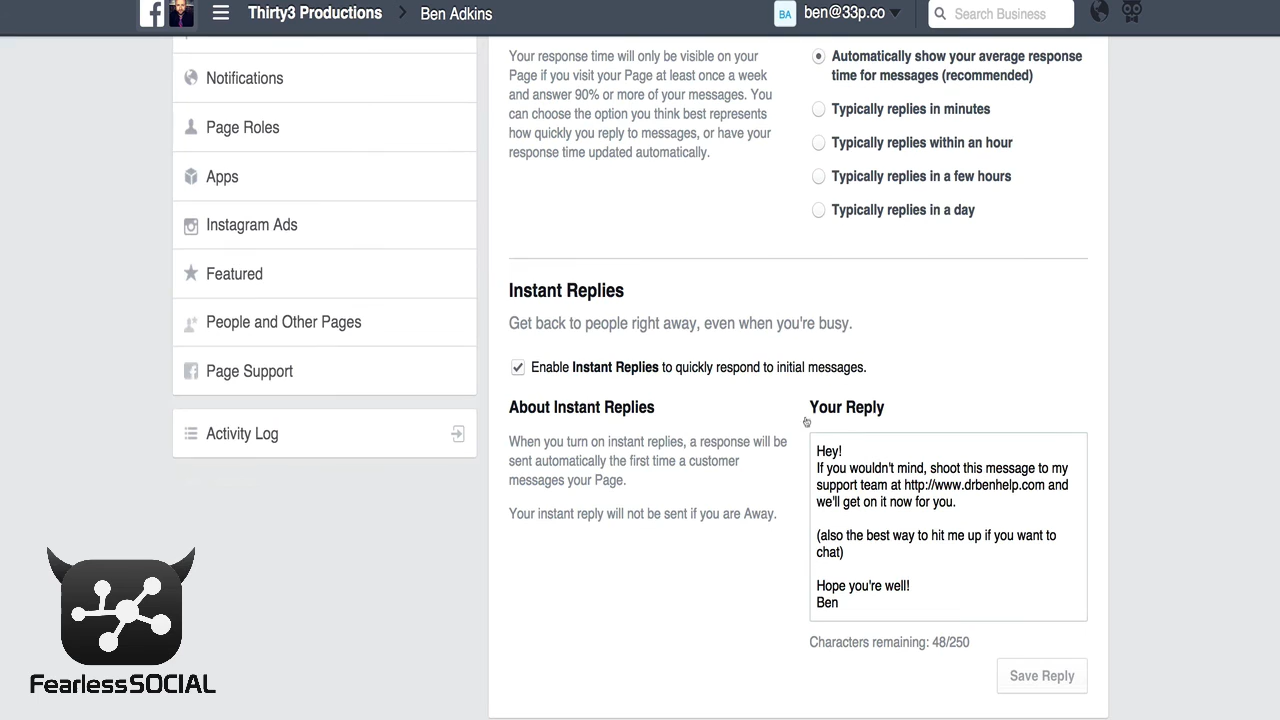 Thirty3 Productions
Ben Adkins
BA
ben@33p.co
Search Business
Notifications
Page Roles
Apps
Instagram Ads
Featured
People and Other Pages
Page Support
Activity Log
Your response time will only be visible on
your Page if you visit your Page at least once a week
and answer 90% or more of your messages. You
can choose the option you think best represents
how quickly you reply to messages, or have your
response time updated automatically.
Automatically show your average response
time for messages (recommended)
Typically replies in minutes
Typically replies within an hour
Typically replies in a few hours
Typically replies in a day
Instant Replies
Get back to people right away, even when you're busy.
Enable Instant Replies to quickly respond to initial messages.
About Instant Replies
When you turn on instant replies, a response will be
sent automatically the first time a customer
messages your Page.
Your instant reply will not be sent if you are Away.
Your Reply
Hey!
If you wouldn't mind, shoot this message to my
support team at http://www.drbenhelp.com and
we'll get on it now for you.
(also the best way to hit me up if you want to
chat)
Hope you're well!
Ben
Characters remaining: 48/250
Save Reply
FearlessSOCIAL